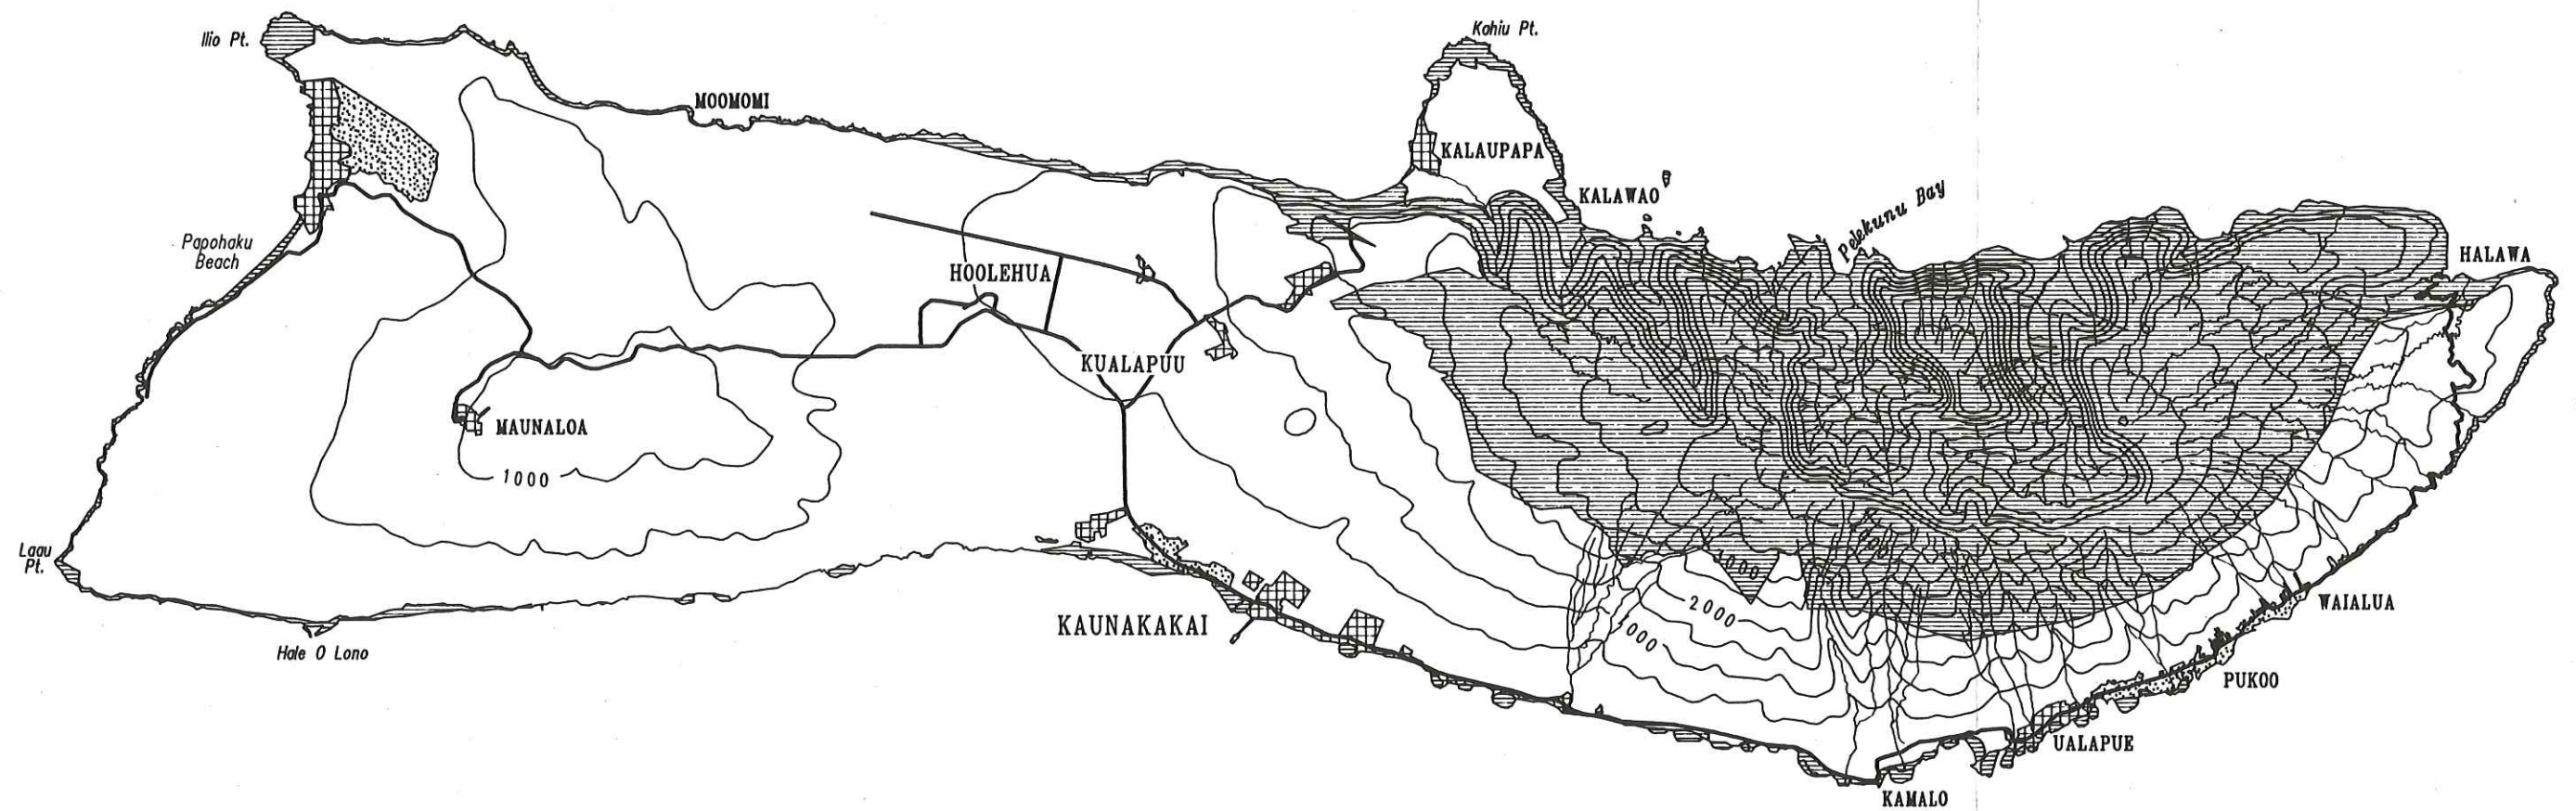 Ilio Pt.
Kahiu Pt.
MOOMOMI
KALAUPAPA
KALAWAO
Pelekunu Bay
Papohaku
Beach
HOOLEHUA
HALAWA
KUALAPUU
MAUNALOA
1000
Laau
Pt.
1000
2000
1000
KAUNAKAKAI
WAIALUA
Hale O Lono
PUKOO
UALAPUE
KAMALO